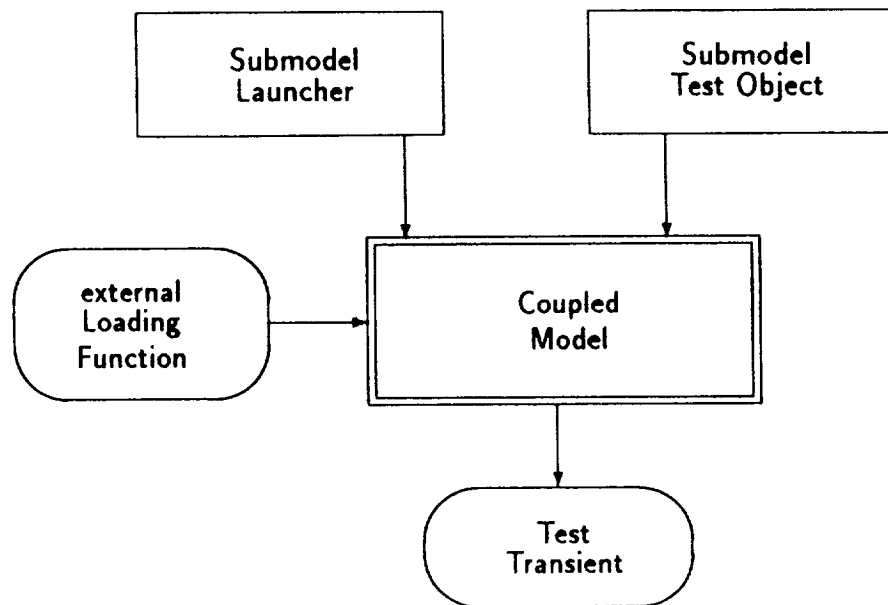 Submodel
Launcher
Submodel
Test Object
external
Loading
Function
Coupled
Model
Test
Transient